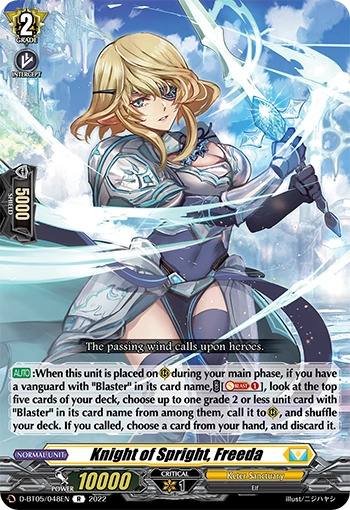 2
GRADE
INTERCEPT
5000
SHIELD
The passing wind calls upon heroes.
AUTO:When this unit is placed on R during your main phase, if you have
a vanguard with "Blaster" in its card name, [BLAST 1], look at the top
five cards of your deck, choose up to one grade 2 or less unit card with
"Blaster" in its card name from among them, call it to R, and shuffle
your deck. If you called, choose a card from your hand, and discard it.
NORMAL UNIT
Knight of Spright, Freeda
POWER 10000
CRITICAL
1
Keter Sanctuary
Elf
D-BT05/048EN R 2022
illust/ニジハヤシ